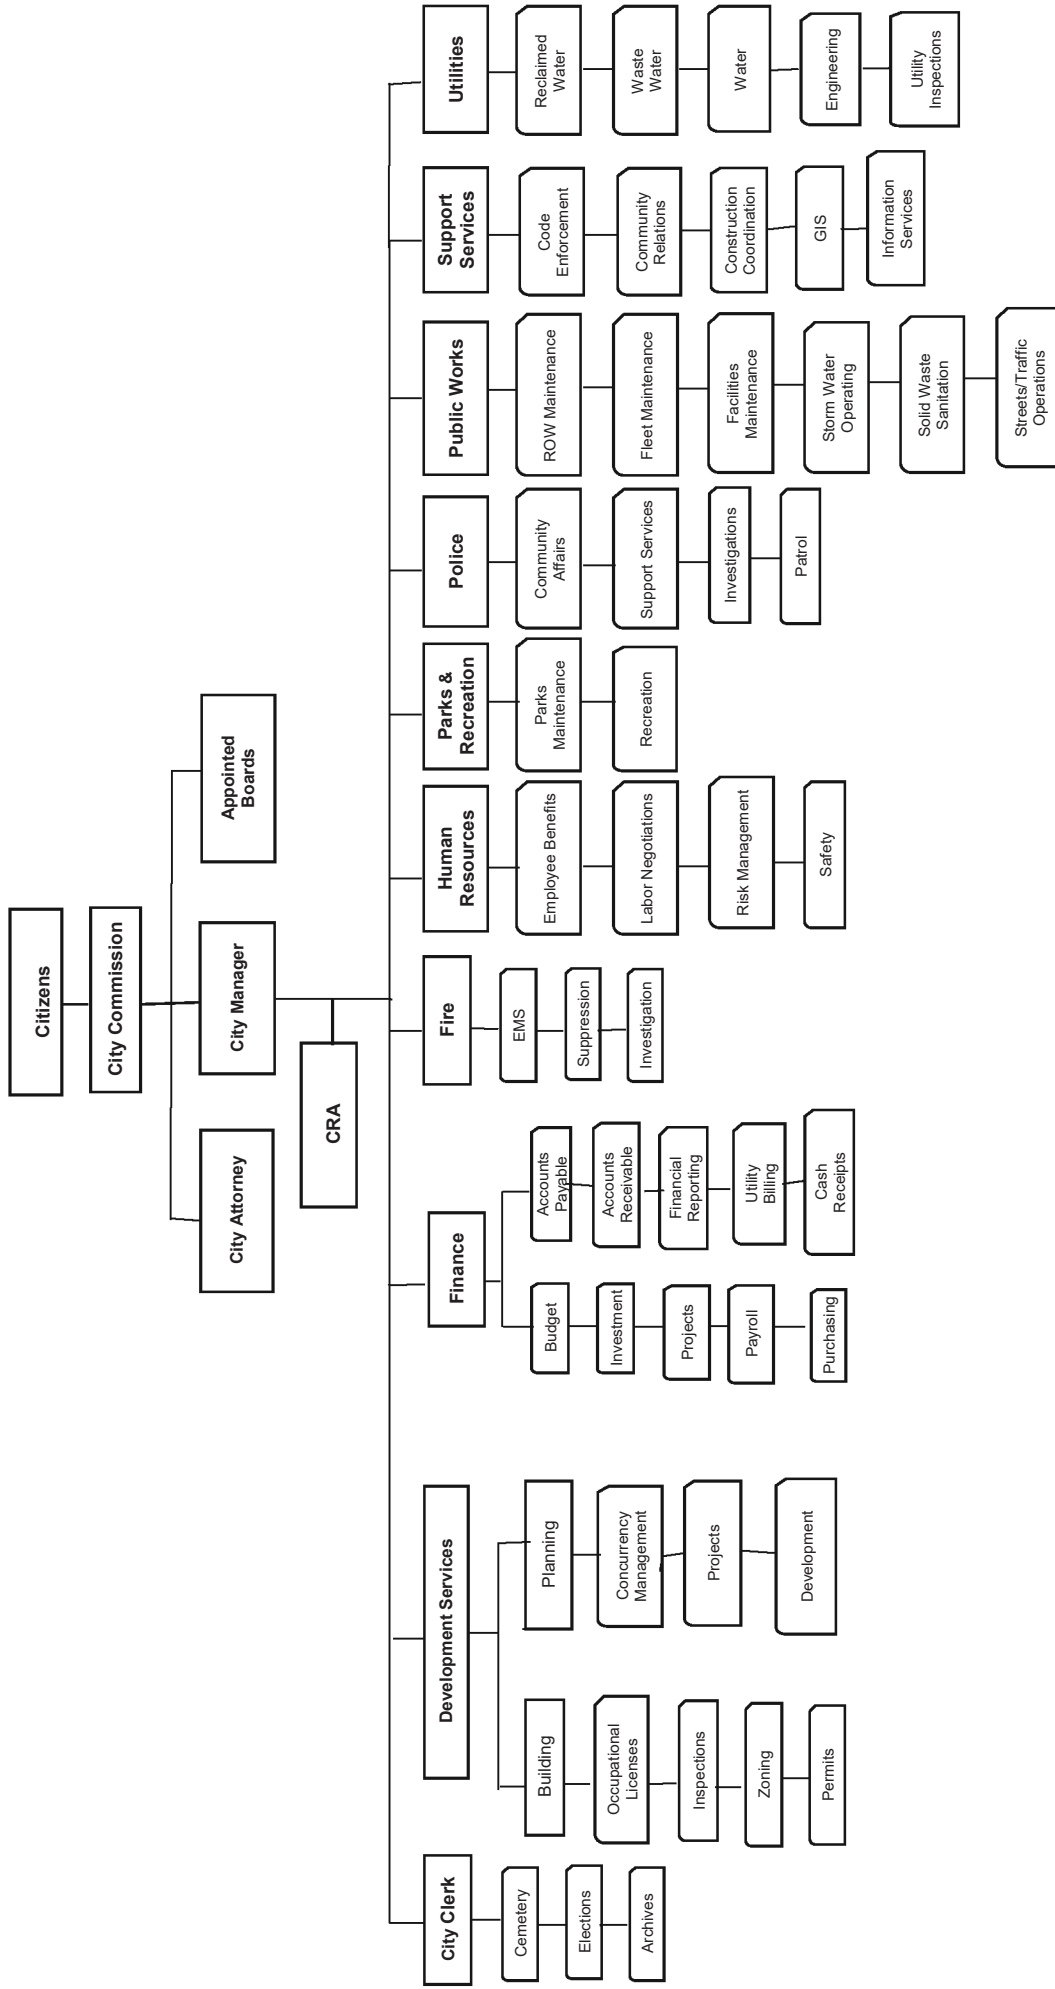 Citizens
City Commission
City Attorney
City Manager
Appointed
Boards
CRA
City Clerk
Cemetery
Elections
Archives
Development Services
Building
Occupational
Licenses
Inspections
Zoning
Permits
Planning
Concurrency
Management
Projects
Development
Finance
Budget
Investment
Projects
Payroll
Purchasing
Accounts
Payable
Accounts
Receivable
Financial
Reporting
Utility
Billing
Cash
Receipts
Fire
EMS
Suppression
Investigation
Human
Resources
Employee Benefits
Labor Negotiations
Risk Management
Safety
Parks &
Recreation
Parks
Maintenance
Recreation
Police
Community
Affairs
Support Services
Investigations
Patrol
Public Works
ROW Maintenance
Fleet Maintenance
Facilities
Maintenance
Storm Water
Operating
Solid Waste
Sanitation
Streets/Traffic
Operations
Support
Services
Code
Enforcement
Community
Relations
Construction
Coordination
GIS
Information
Services
Utilities
Reclaimed
Water
Waste
Water
Water
Engineering
Utility
Inspections